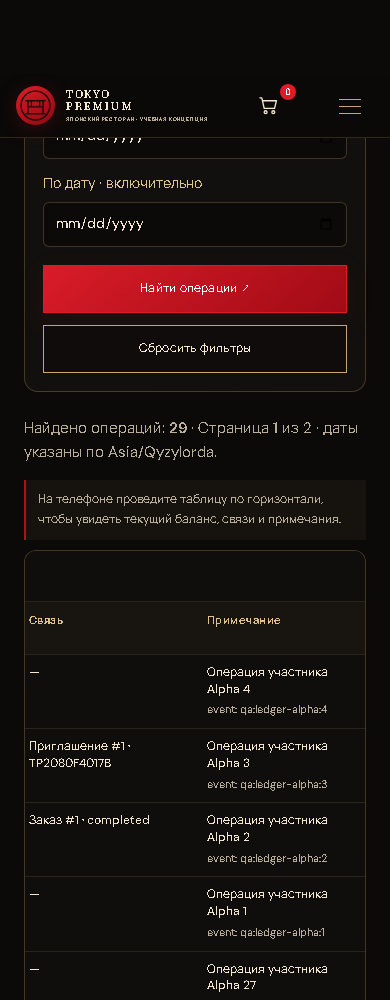 TOKYO
PREMIUM
ЯПОНСКИЙ РЕСТОРАН · УЧЕБНАЯ КОНЦЕПЦИЯ
0
mm/dd/yyyy
По дату · включительно
mm/dd/yyyy
Найти операции ↗
Сбросить фильтры
Найдено операций: 29 · Страница 1 из 2 · даты
указаны по Asia/Qyzylorda.
На телефоне проведите таблицу по горизонтали,
чтобы увидеть текущий баланс, связи и примечания.
Связь Примечание
— Операция участника
Alpha 4
event: qa:ledger-alpha:4
Приглашение #1 · Операция участника
TP2080F4017B Alpha 3
event: qa:ledger-alpha:3
Заказ #1 · completed Операция участника
Alpha 2
event: qa:ledger-alpha:2
— Операция участника
Alpha 1
event: qa:ledger-alpha:1
— Операция участника
Alpha 27